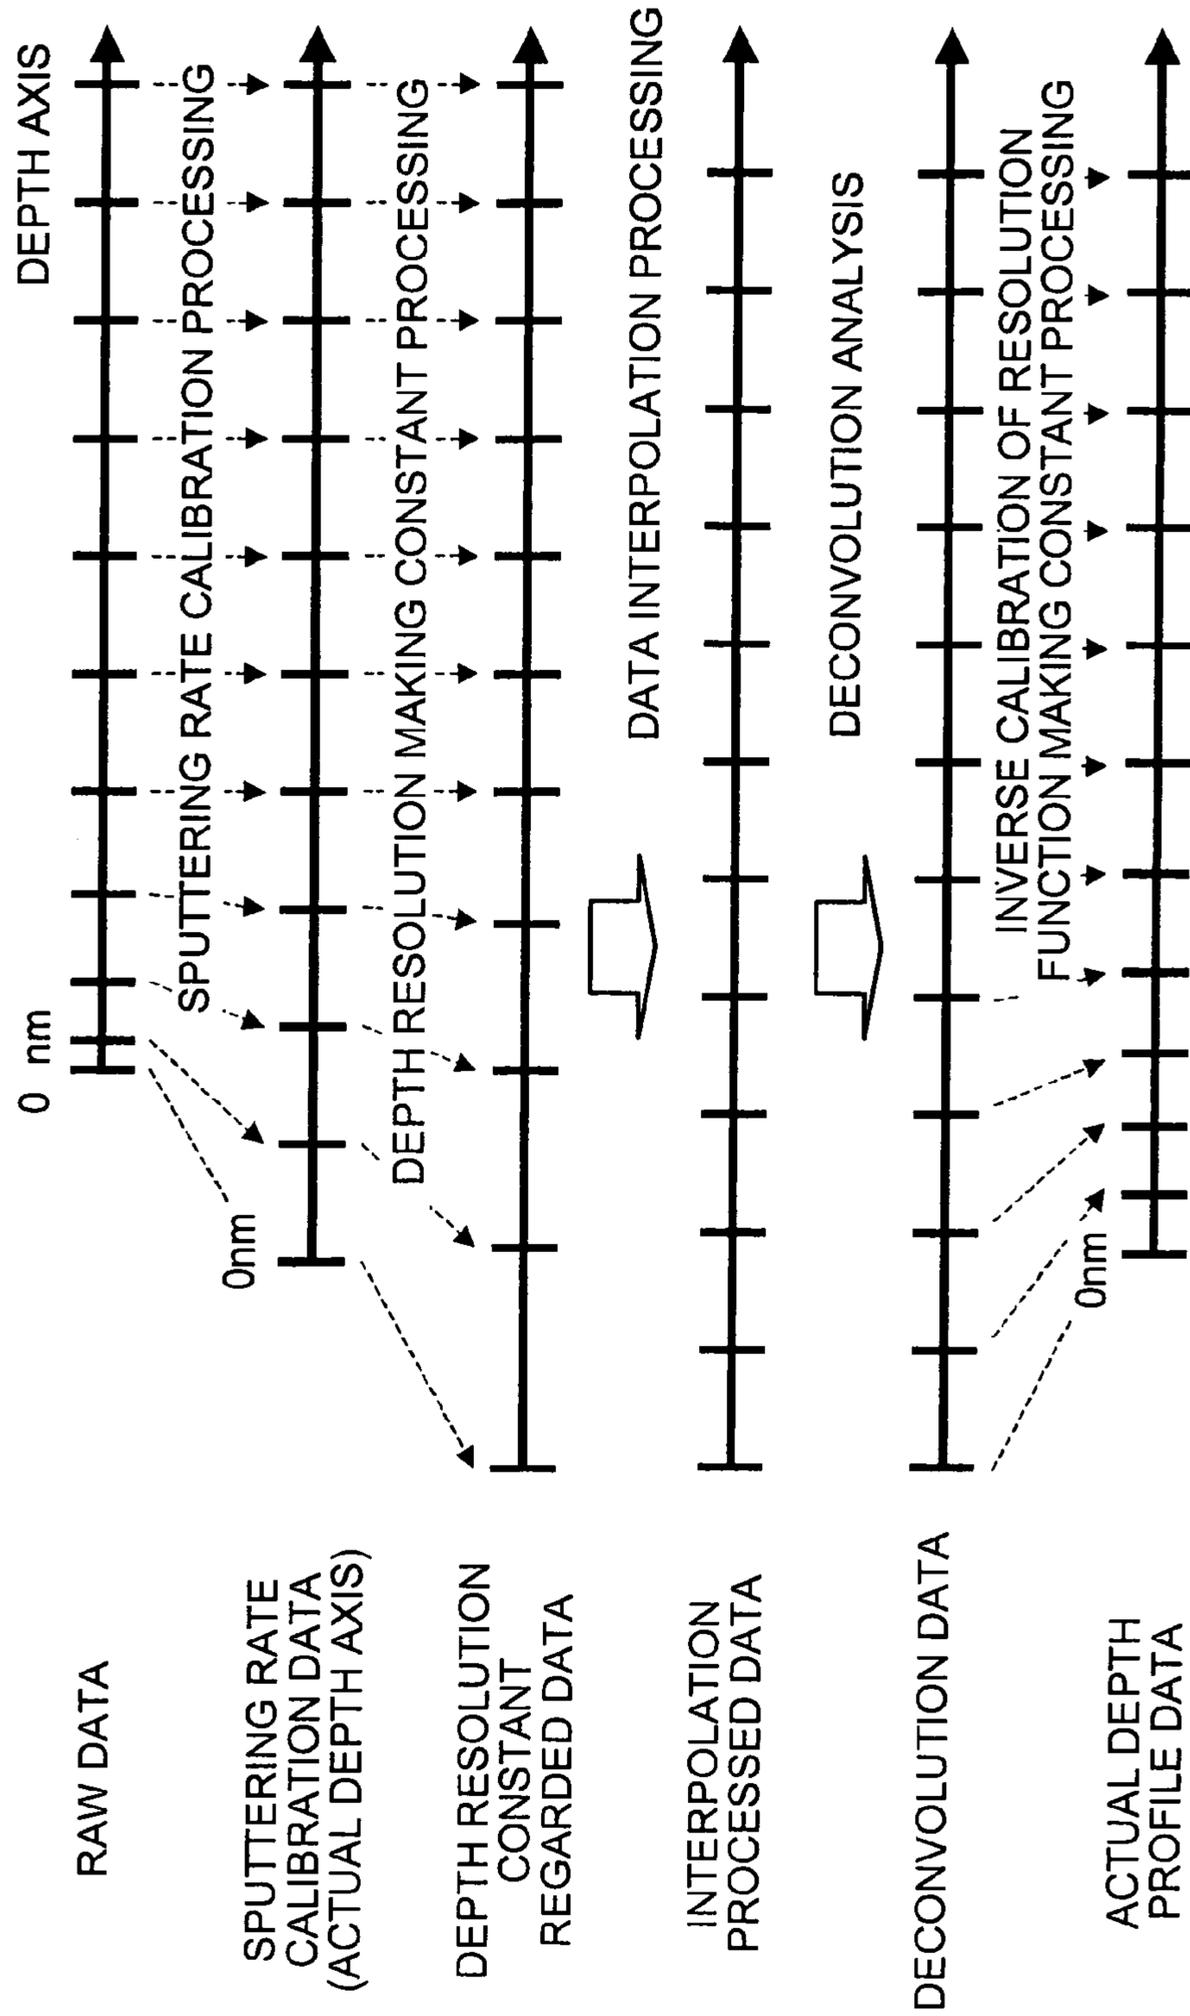 RAW DATA
0 nm
DEPTH AXIS
SPUTTERING RATE CALIBRATION PROCESSING
SPUTTERING RATE
CALIBRATION DATA
(ACTUAL DEPTH AXIS)
0nm
DEPTH RESOLUTION MAKING CONSTANT PROCESSING
DEPTH RESOLUTION
CONSTANT
REGARDED DATA
DATA INTERPOLATION PROCESSING
INTERPOLATION
PROCESSED DATA
DECONVOLUTION ANALYSIS
DECONVOLUTION DATA
INVERSE CALIBRATION OF RESOLUTION
FUNCTION MAKING CONSTANT PROCESSING
0nm
ACTUAL DEPTH
PROFILE DATA